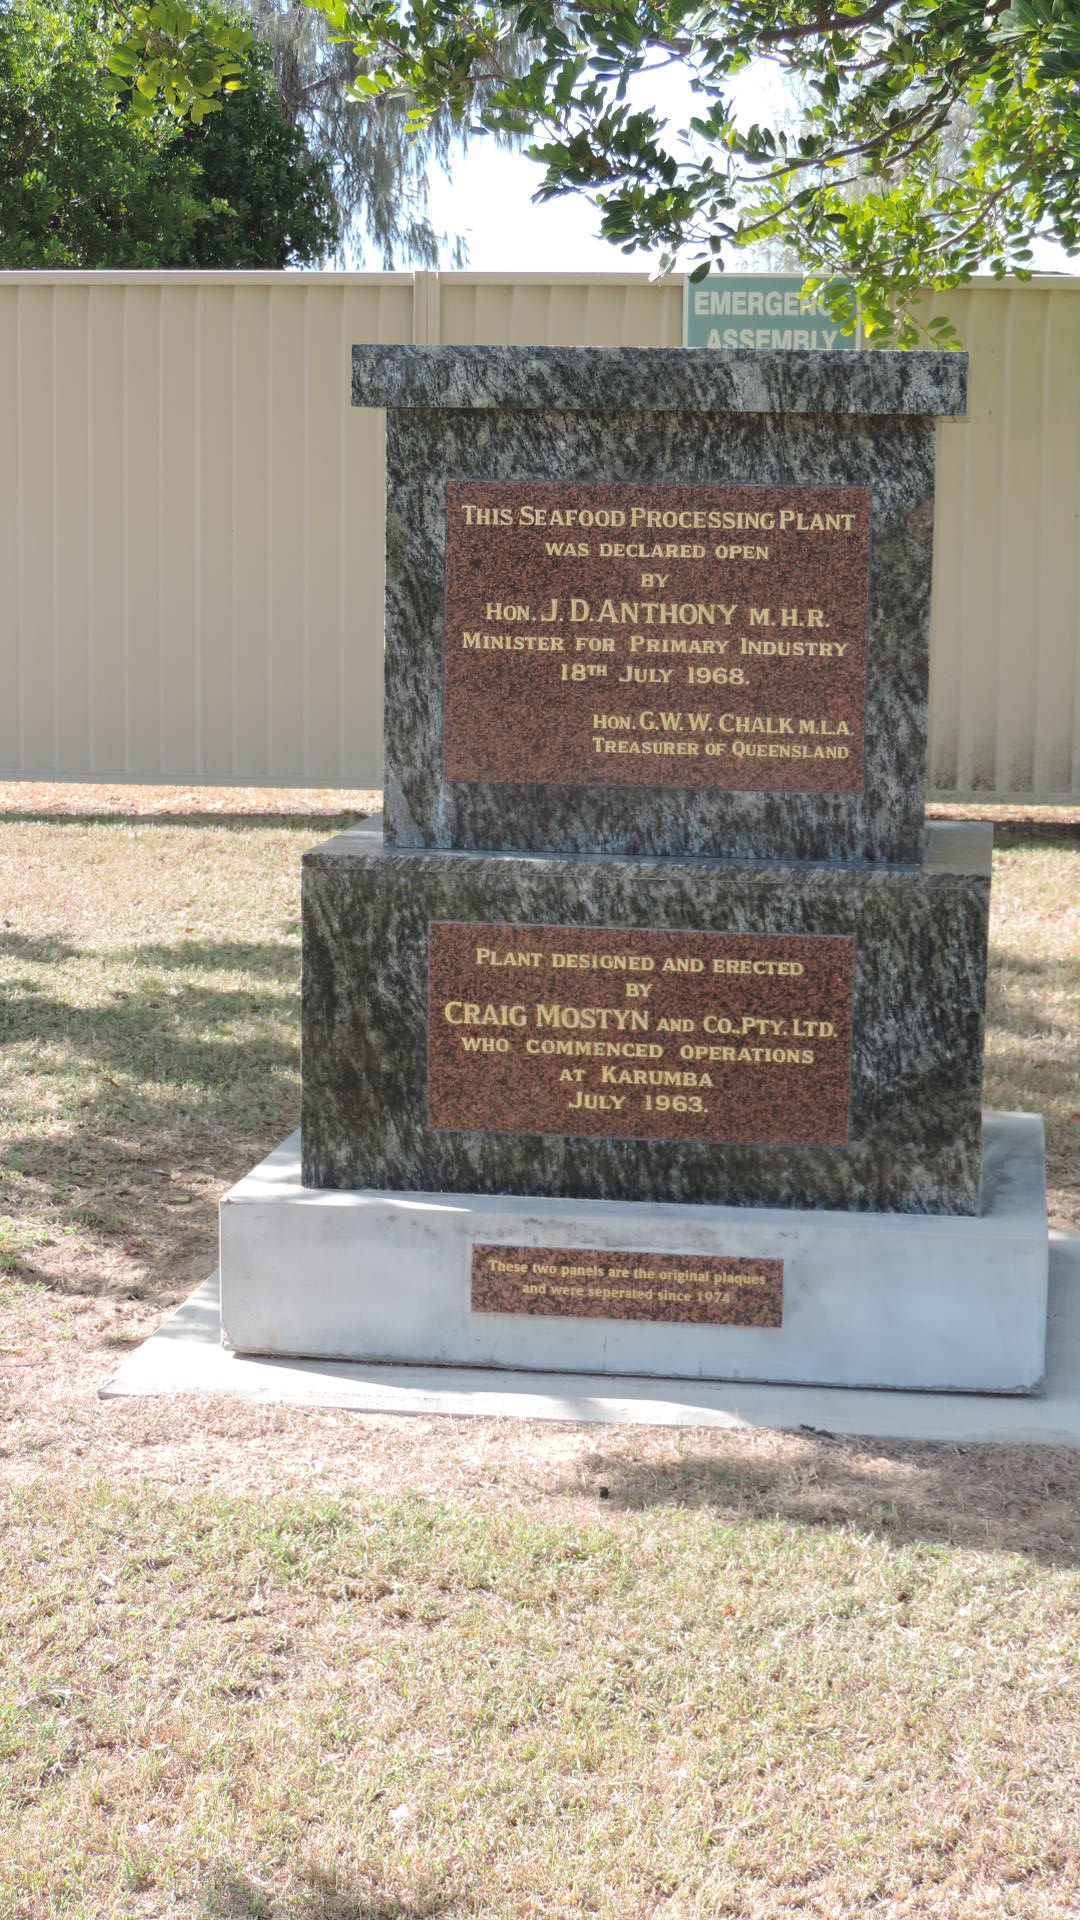 EMERGENCY
ASSEMBLY
THIS SEAFOOD PROCESSING PLANT
WAS DECLARED OPEN
BY
HON. J. D. ANTHONY M. H. R.
MINISTER FOR PRIMARY INDUSTRY
18TH JULY 1968.
HON. G. W. W. CHALK M.L.A.
TREASURER OF QUEENSLAND
PLANT DESIGNED AND ERECTED
BY
CRAIG MOSTYN AND CO., PTY. LTD.
WHO COMMENCED OPERATIONS
AT KARUMBA
JULY 1963.
These two panels are the original plaques
and were seperated since 1974